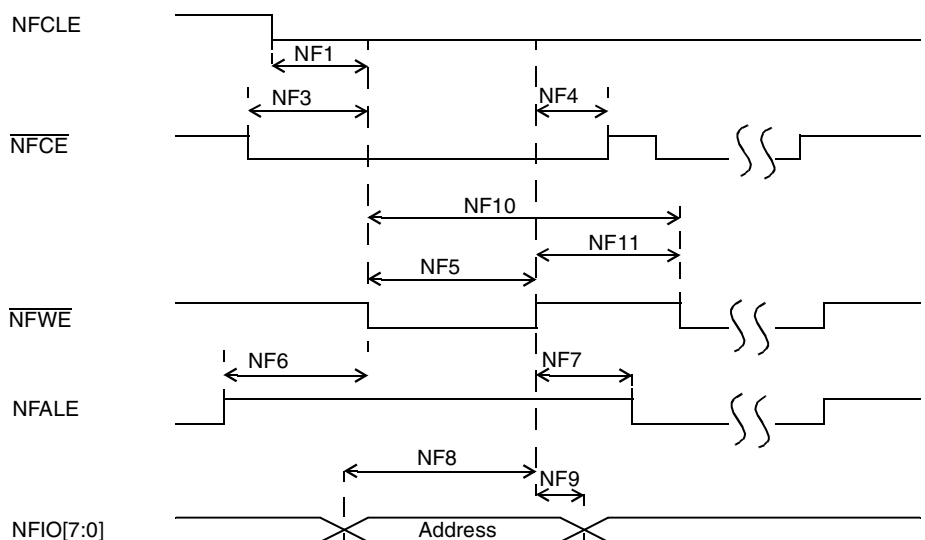 NFCLE
NF1
NF3
NF4
NFCE
NF10
NF11
NF5
NFWE
NF6
NF7
NFALE
NF8
NF9
NFIO[7:0]
Address